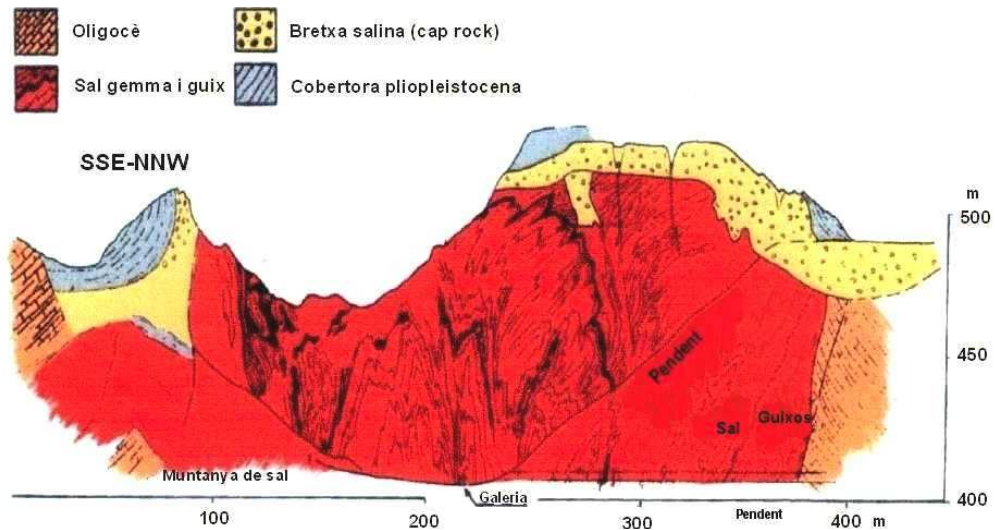 Oligocè
Bretxa salina (cap rock)
Sal gemma i guix
Cobertora pliopleistocena
SSE-NNW
m
500
450
400
Pendent
Sal
Guixos
Muntanya de sal
Galeria
100
200
300
Pendent
400
m